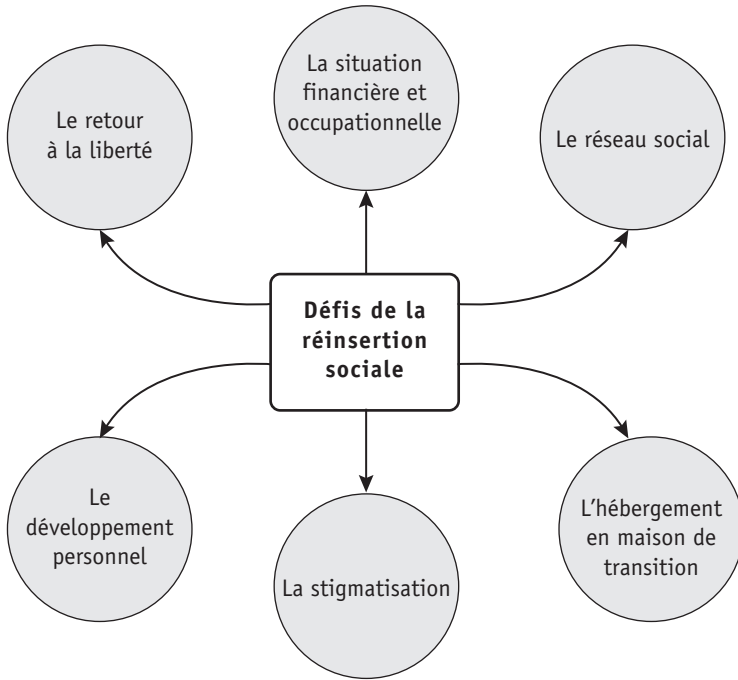 Le retour
à la liberté
La situation
financière et
occupationnelle
Le réseau social
Défis de la
réinsertion
sociale
Le
développement
personnel
La stigmatisation
L'hébergement
en maison de
transition